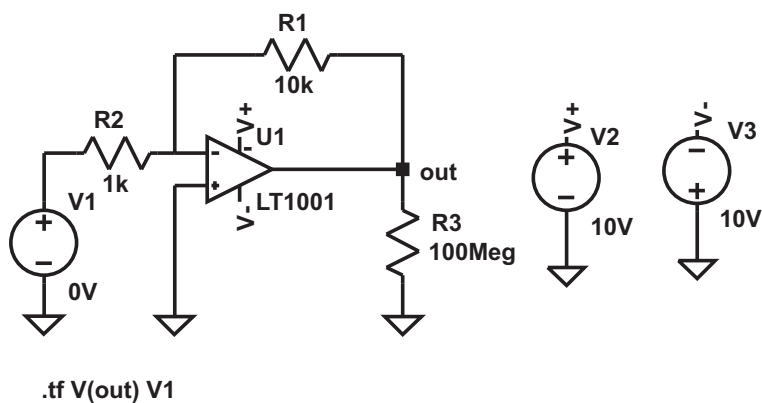 R1
10k
R2
1k
V+
U1
LT1001
V-
out
V1
0V
R3
100Meg
V+
V2
10V
V-
V3
10V
.tf V(out) V1